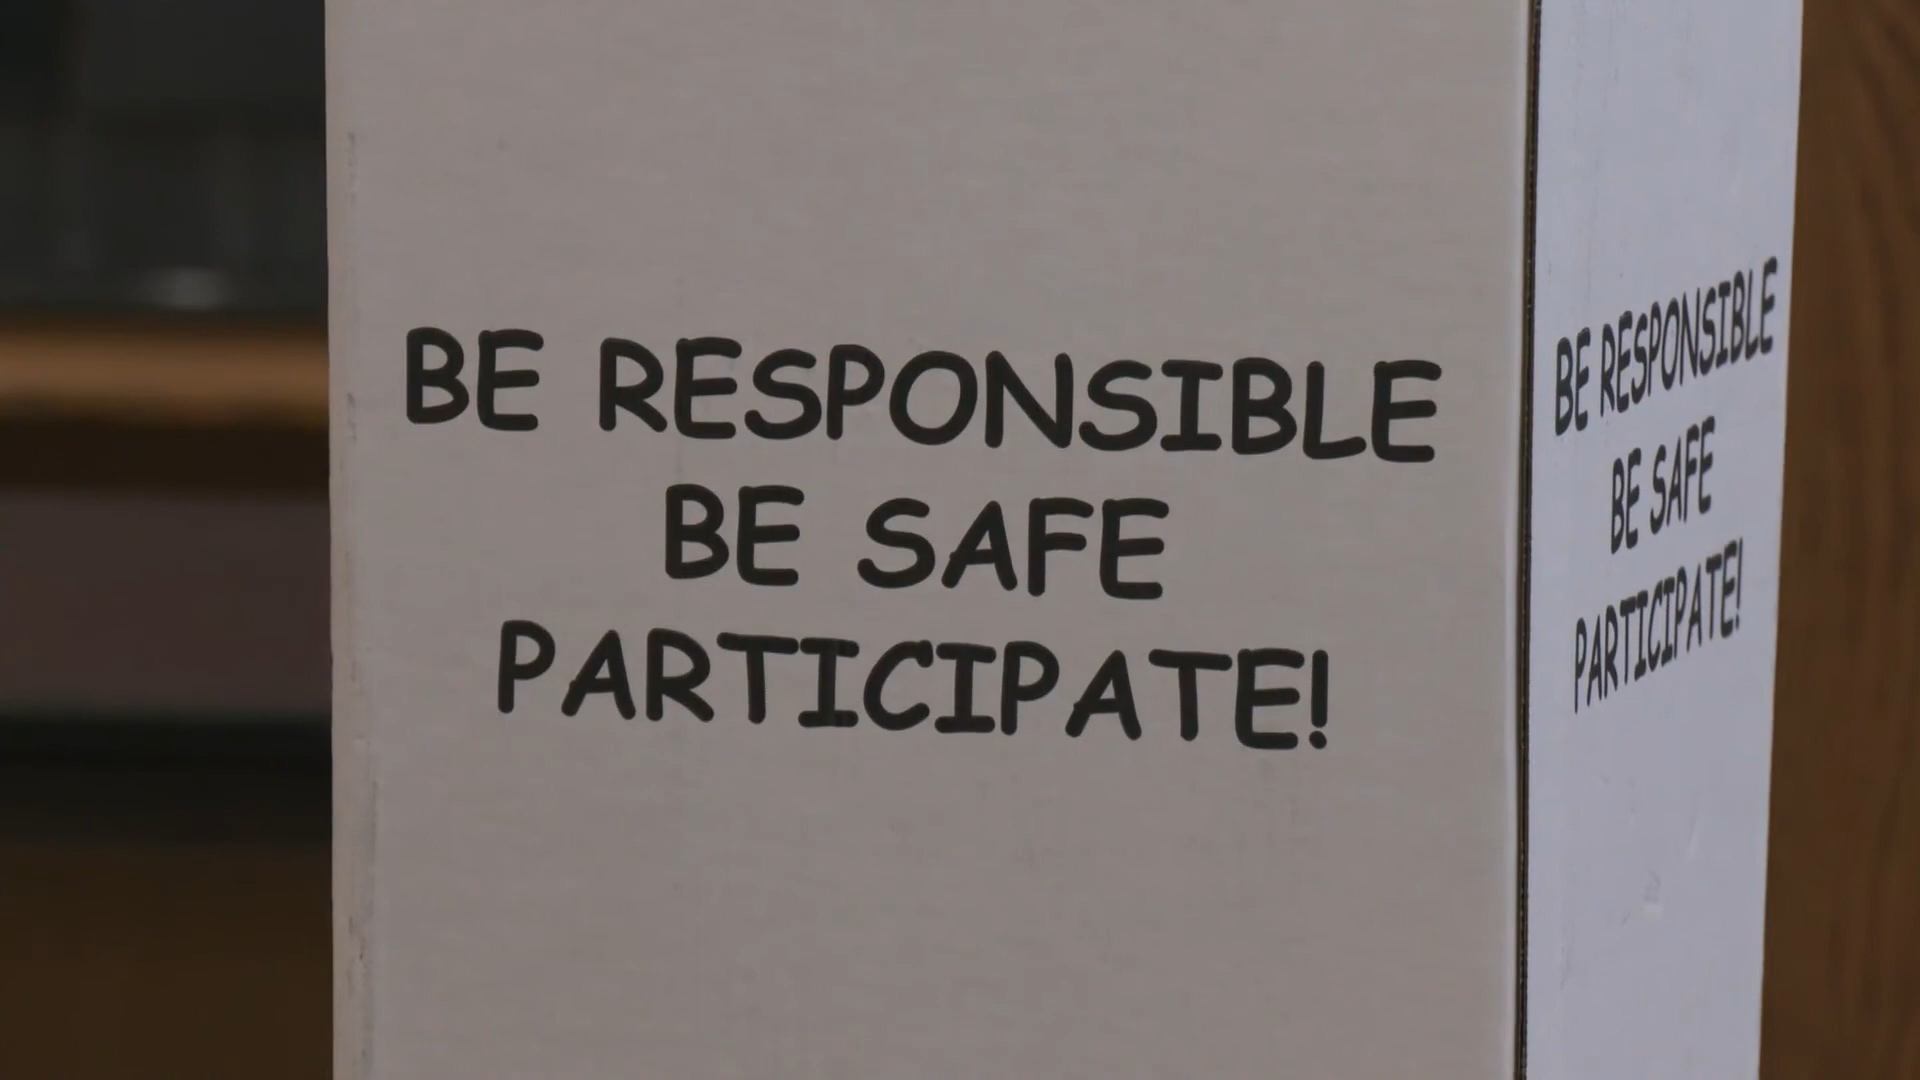 BE RESPONSIBLE
BE SAFE
PARTICIPATE!
BE RESPONSIBLE
BE SAFE
PARTICIPATE!